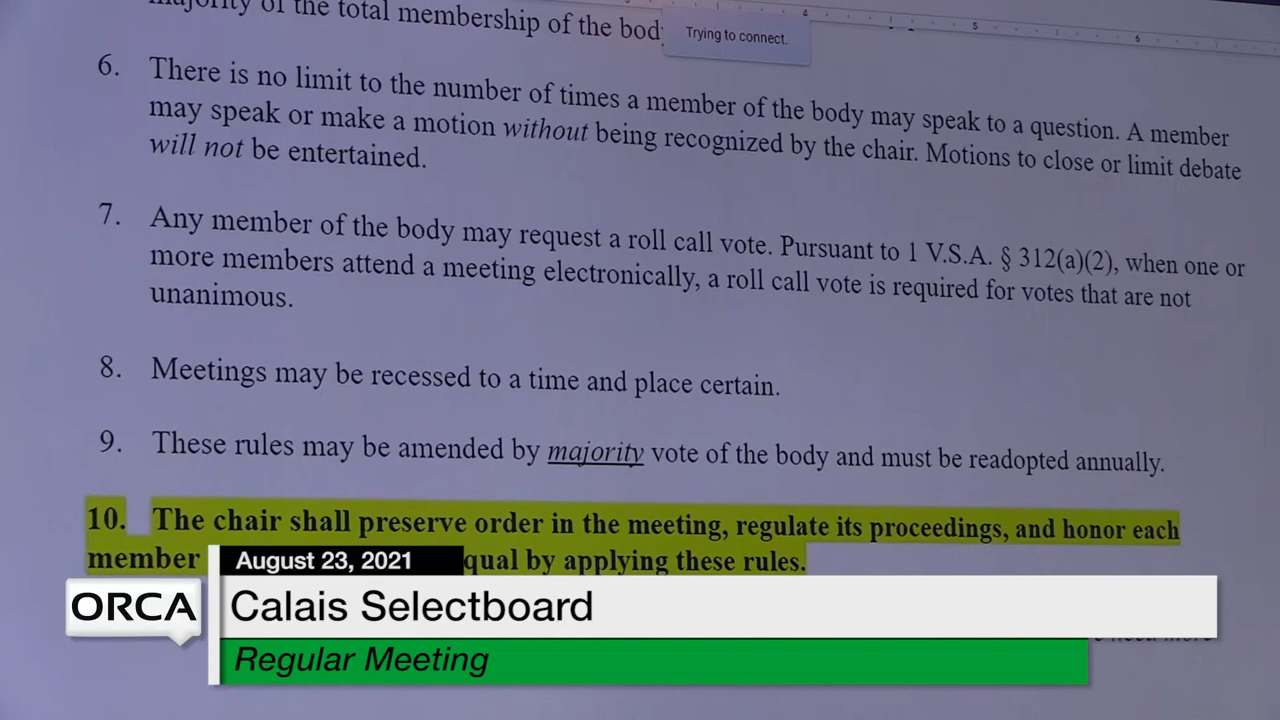 majority of the total membership of the body
Trying to connect.
4
5
6
6. There is no limit to the number of times a member of the body may speak to a question. A member
may speak or make a motion without being recognized by the chair. Motions to close or limit debate
will not be entertained.
7. Any member of the body may request a roll call vote. Pursuant to 1 V.S.A. § 312(a)(2), when one or
more members attend a meeting electronically, a roll call vote is required for votes that are not
unanimous.
8. Meetings may be recessed to a time and place certain.
9. These rules may be amended by majority vote of the body and must be readopted annually.
10. The chair shall preserve order in the meeting, regulate its proceedings, and honor each
member qual by applying these rules.
August 23, 2021
ORCA Calais Selectboard
Regular Meeting